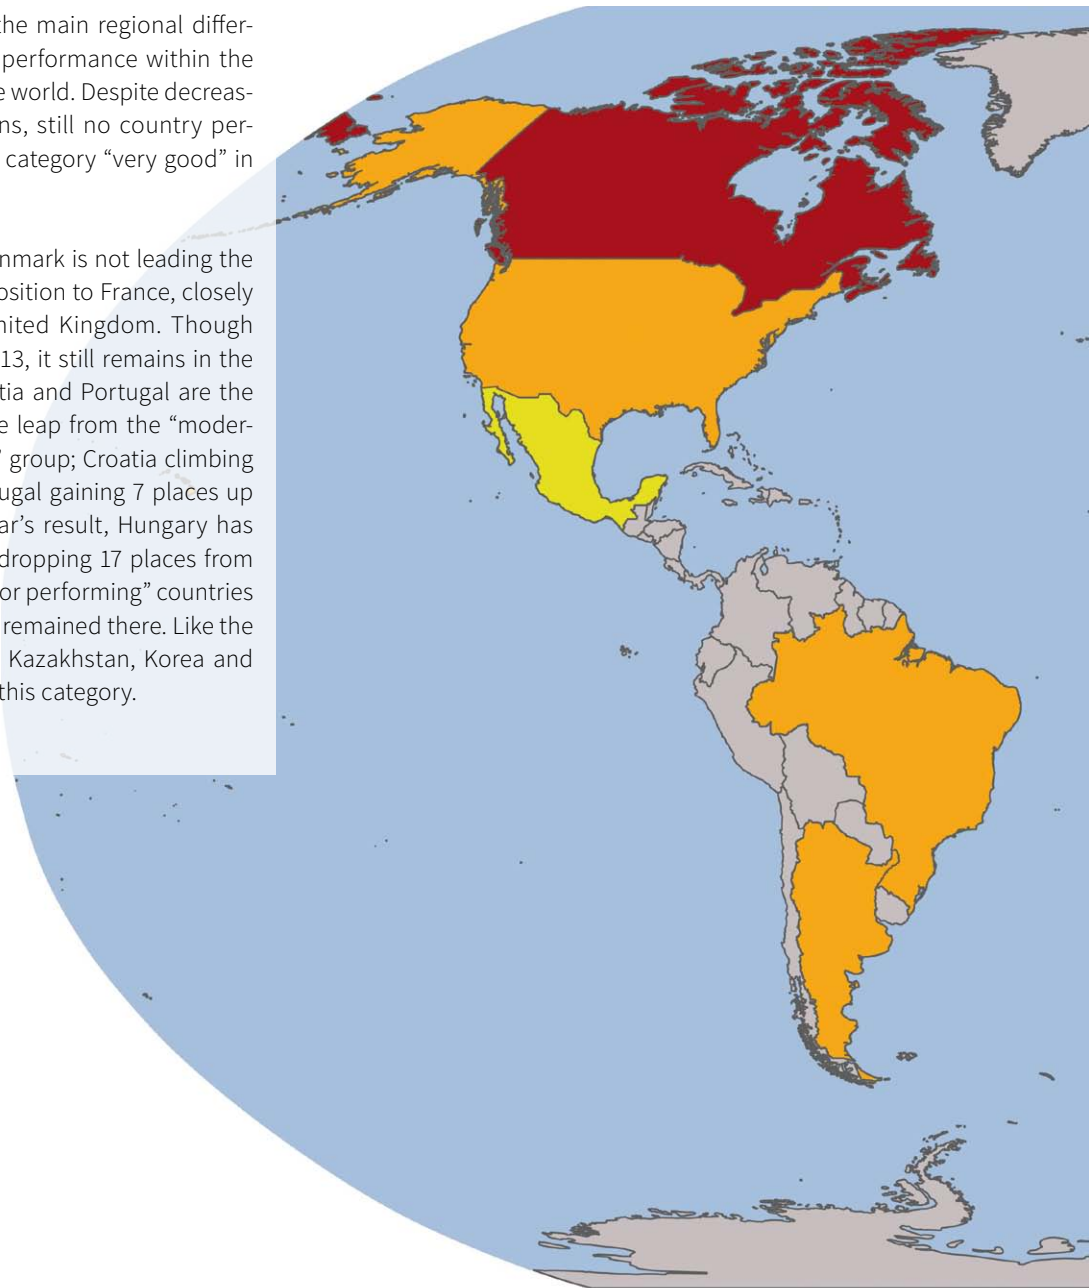 the main regional differ-
performance within the
e world. Despite decreas-
ns, still no country per-
category “very good” in
nmark is not leading the
osition to France, closely
nited Kingdom. Though
13, it still remains in the
tia and Portugal are the
e leap from the “moder-
” group; Croatia climbing
ugal gaining 7 places up
ar’s result, Hungary has
dropping 17 places from
or performing” countries
remained there. Like the
Kazakhstan, Korea and
this category.